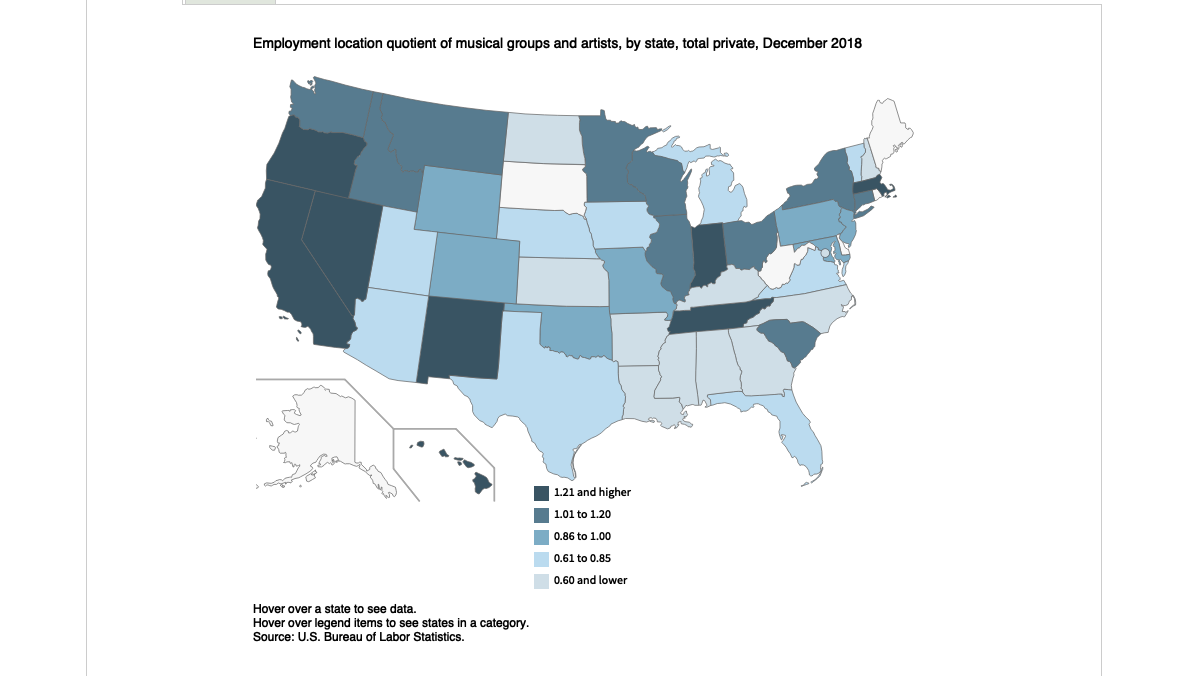 Employment location quotient of musical groups and artists, by state, total private, December 2018
1.21 and higher
1.01 to 1.20
0.86 to 1.00
0.61 to 0.85
0.60 and lower
Hover over a state to see data.
Hover over legend items to see states in a category.
Source: U.S. Bureau of Labor Statistics.